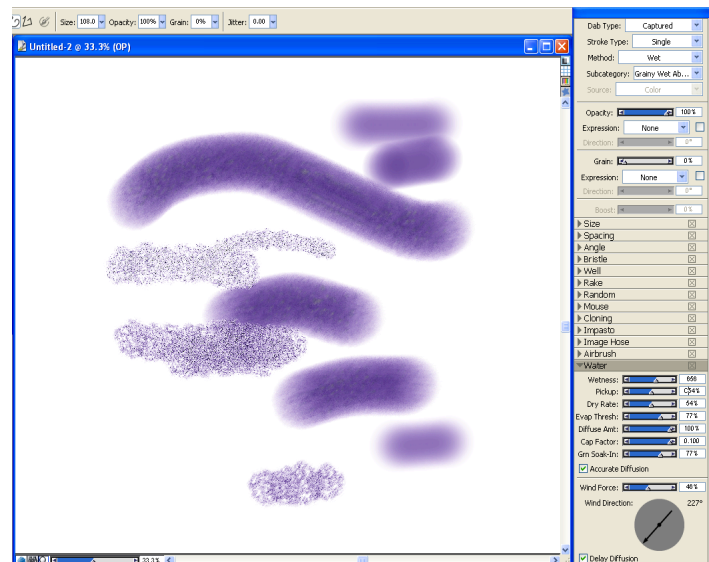 Size: 108.0 Opacity: 100% Grain: 0% Jitter: 0.00
Untitled-2 @ 33.3% (OP)
33.3%
Dab Type: Captured
Stroke Type: Single
Method: Wet
Subcategory: Grainy Wet Ab...
Source: Color
Opacity: 100%
Expression: None
Direction: 0°
Grain: 0%
Expression: None
Direction: 0°
Boost: 0%
Size
Spacing
Angle
Bristle
Well
Rake
Random
Mouse
Cloning
Impasto
Image Hose
Airbrush
Water
Wetness:
Pickup:
Dry Rate: 54%
Evap Thresh: 77%
Diffuse Amt: 100%
Cap Factor: 0.100
Grn Soak-In: 77%
Accurate Diffusion
Wind Force:
Wind Direction: 227°
Delay Diffusion